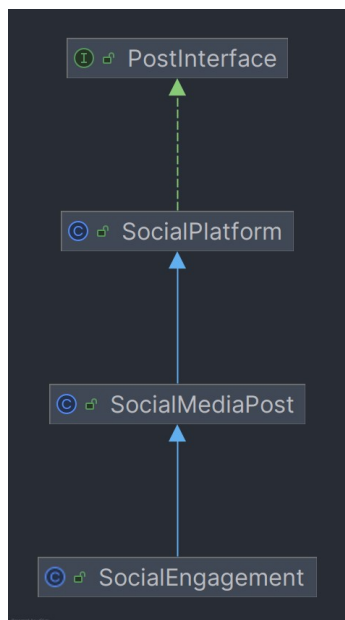 I PostInterface
C SocialPlatform
C SocialMediaPost
C SocialEngagement